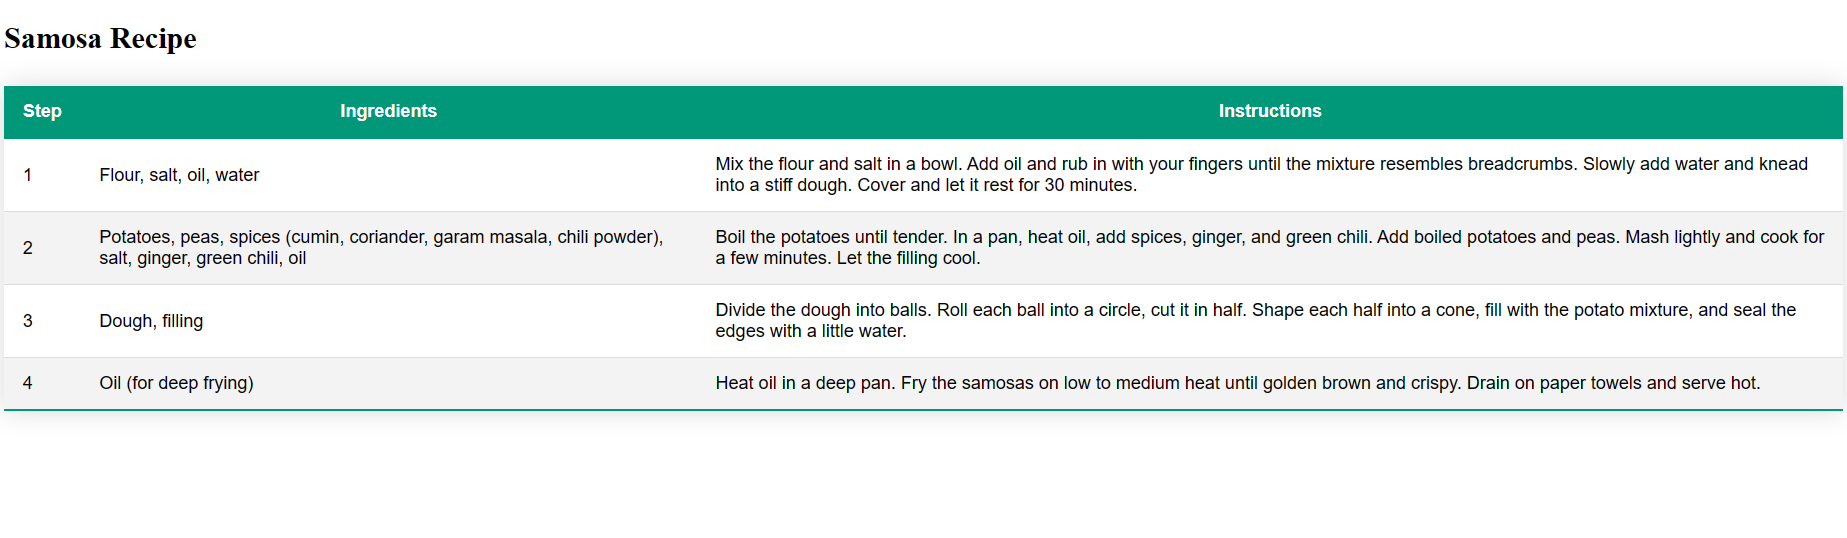 Samosa Recipe
Step Ingredients Instructions
1 Flour, salt, oil, water
Mix the flour and salt in a bowl. Add oil and rub in with your fingers until the mixture resembles breadcrumbs. Slowly add water and knead
into a stiff dough. Cover and let it rest for 30 minutes.
2
Potatoes, peas, spices (cumin, coriander, garam masala, chili powder),
salt, ginger, green chili, oil
Boil the potatoes until tender. In a pan, heat oil, add spices, ginger, and green chili. Add boiled potatoes and peas. Mash lightly and cook for
a few minutes. Let the filling cool.
3 Dough, filling
Divide the dough into balls. Roll each ball into a circle, cut it in half. Shape each half into a cone, fill with the potato mixture, and seal the
edges with a little water.
4 Oil (for deep frying) Heat oil in a deep pan. Fry the samosas on low to medium heat until golden brown and crispy. Drain on paper towels and serve hot.